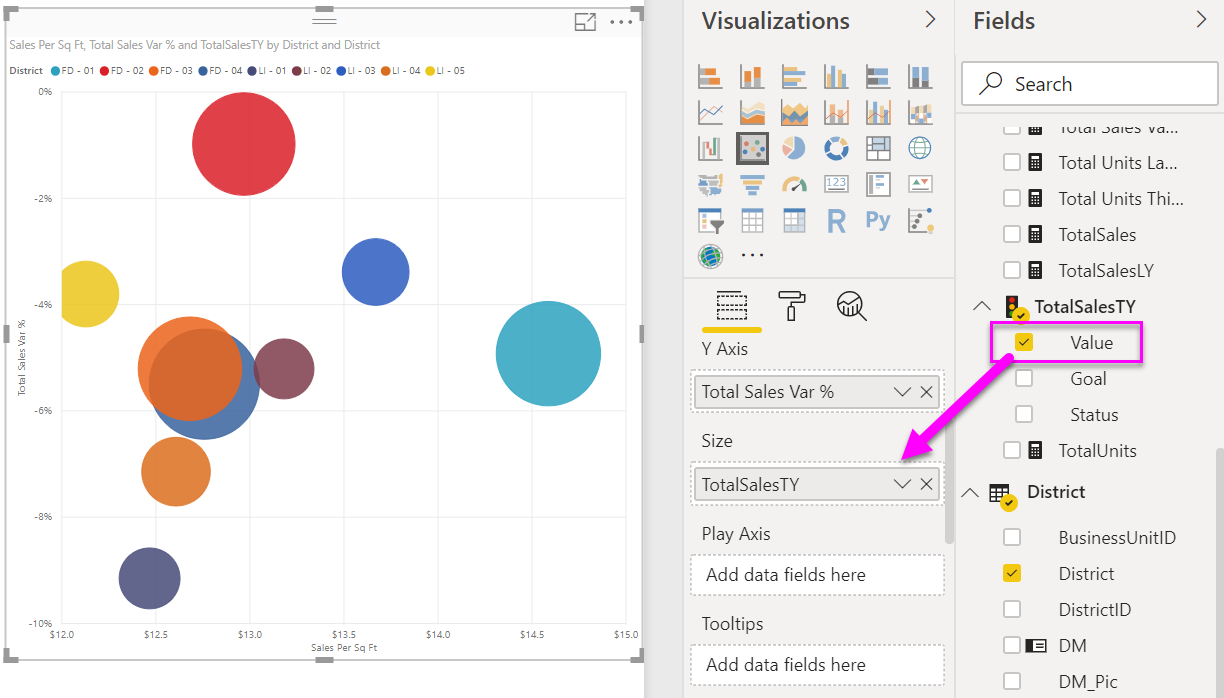 Sales Per Sq Ft, Total Sales Var % and TotalSalesTY by District and District
District FD - 01 FD - 02 FD - 03 FD - 04 LI - 01 LI - 02 LI - 03 LI - 04 LI - 05
0%
-2%
-4%
-6%
-8%
-10%
Total Sales Var %
$12.0 $12.5 $13.0 $13.5 $14.0 $14.5 $15.0
Sales Per Sq Ft
Visualizations
123
R
Py
Y Axis
Total Sales Var %
Size
TotalSalesTY
Play Axis
Add data fields here
Tooltips
Add data fields here
Fields
Search
Total Sales Va...
Total Units La...
Total Units Thi...
TotalSales
TotalSalesLY
TotalSalesTY
Value
Goal
Status
TotalUnits
District
BusinessUnitID
District
DistrictID
DM
DM_Pic